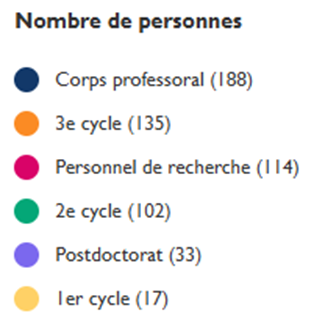 Nombre de personnes
Corps professoral (188)
3e cycle (135)
Personnel de recherche (114)
2e cycle (102)
Postdoctorat (33)
1er cycle (17)